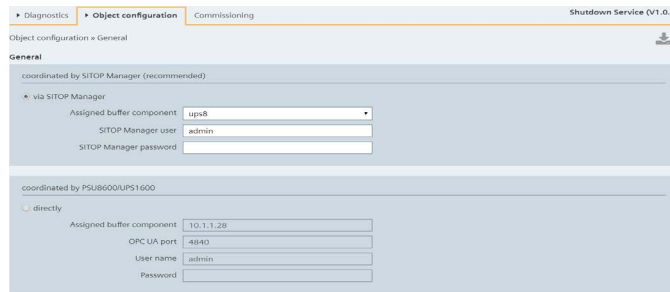 Diagnostics Object configuration Commissioning Shutdown Service (V1.0.
Object configuration » General
General
coordinated by SITOP Manager (recommended)
via SITOP Manager
Assigned buffer component ups8
SITOP Manager user admin
SITOP Manager password
coordinated by PSU8600/UPS1600
directly
Assigned buffer component 10.1.1.28
OPC UA port 4840
User name admin
Password